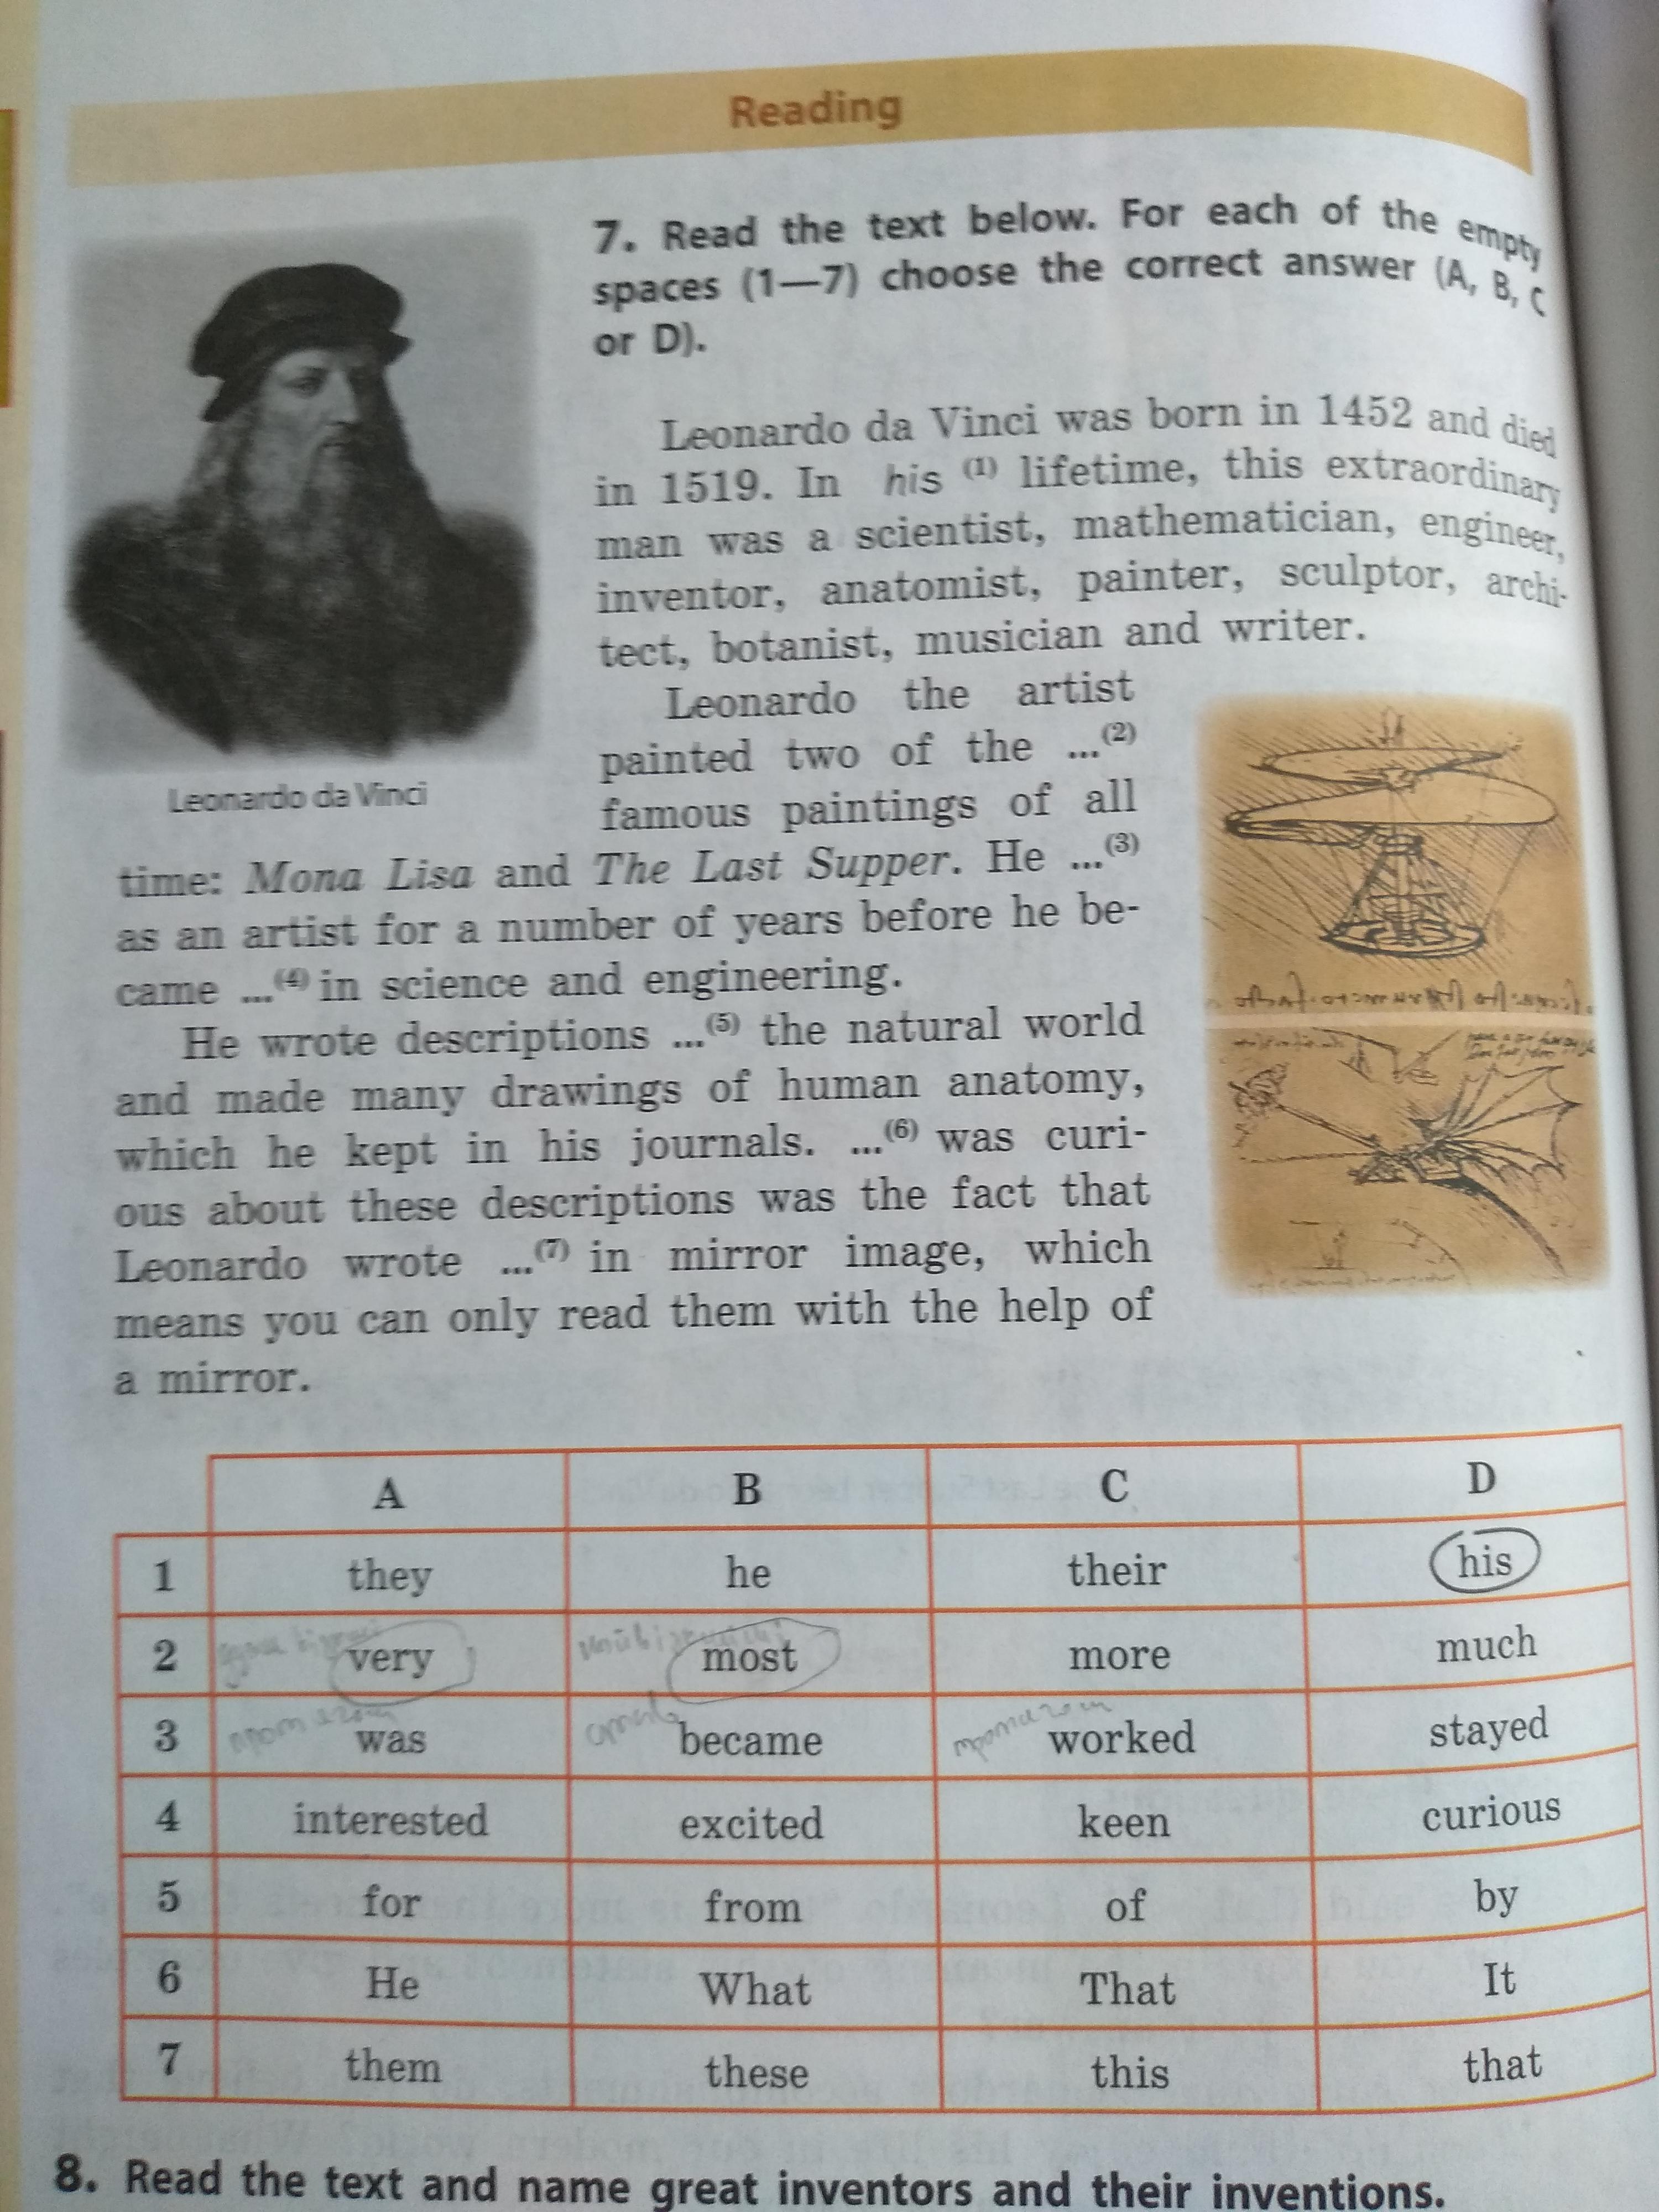 Reading
7. Read the text below. For each of the empty
spaces (1—7) choose the correct answer (A, B, C
or D).
Leonardo da Vinci was born in 1452 and died
in 1519. In his (1) lifetime, this extraordinary
man was a scientist, mathematician, engineer,
inventor, anatomist, painter, sculptor, archi-
tect, botanist, musician and writer.
Leonardo the artist
painted two of the ...(2)
famous paintings of all
Leonardo da Vinci
time: Mona Lisa and The Last Supper. He ...(3)
as an artist for a number of years before he be-
came ...(4) in science and engineering.
He wrote descriptions ...(5) the natural world
and made many drawings of human anatomy,
which he kept in his journals. ...(6) was curi-
ous about these descriptions was the fact that
Leonardo wrote ...(7) in mirror image, which
means you can only read them with the help of
a mirror.
A B C D
1 they he their his
2 very most more much
3 was became worked stayed
4 interested excited keen curious
5 for from of by
6 He What That It
7 them these this that
8. Read the text and name great inventors and their inventions.